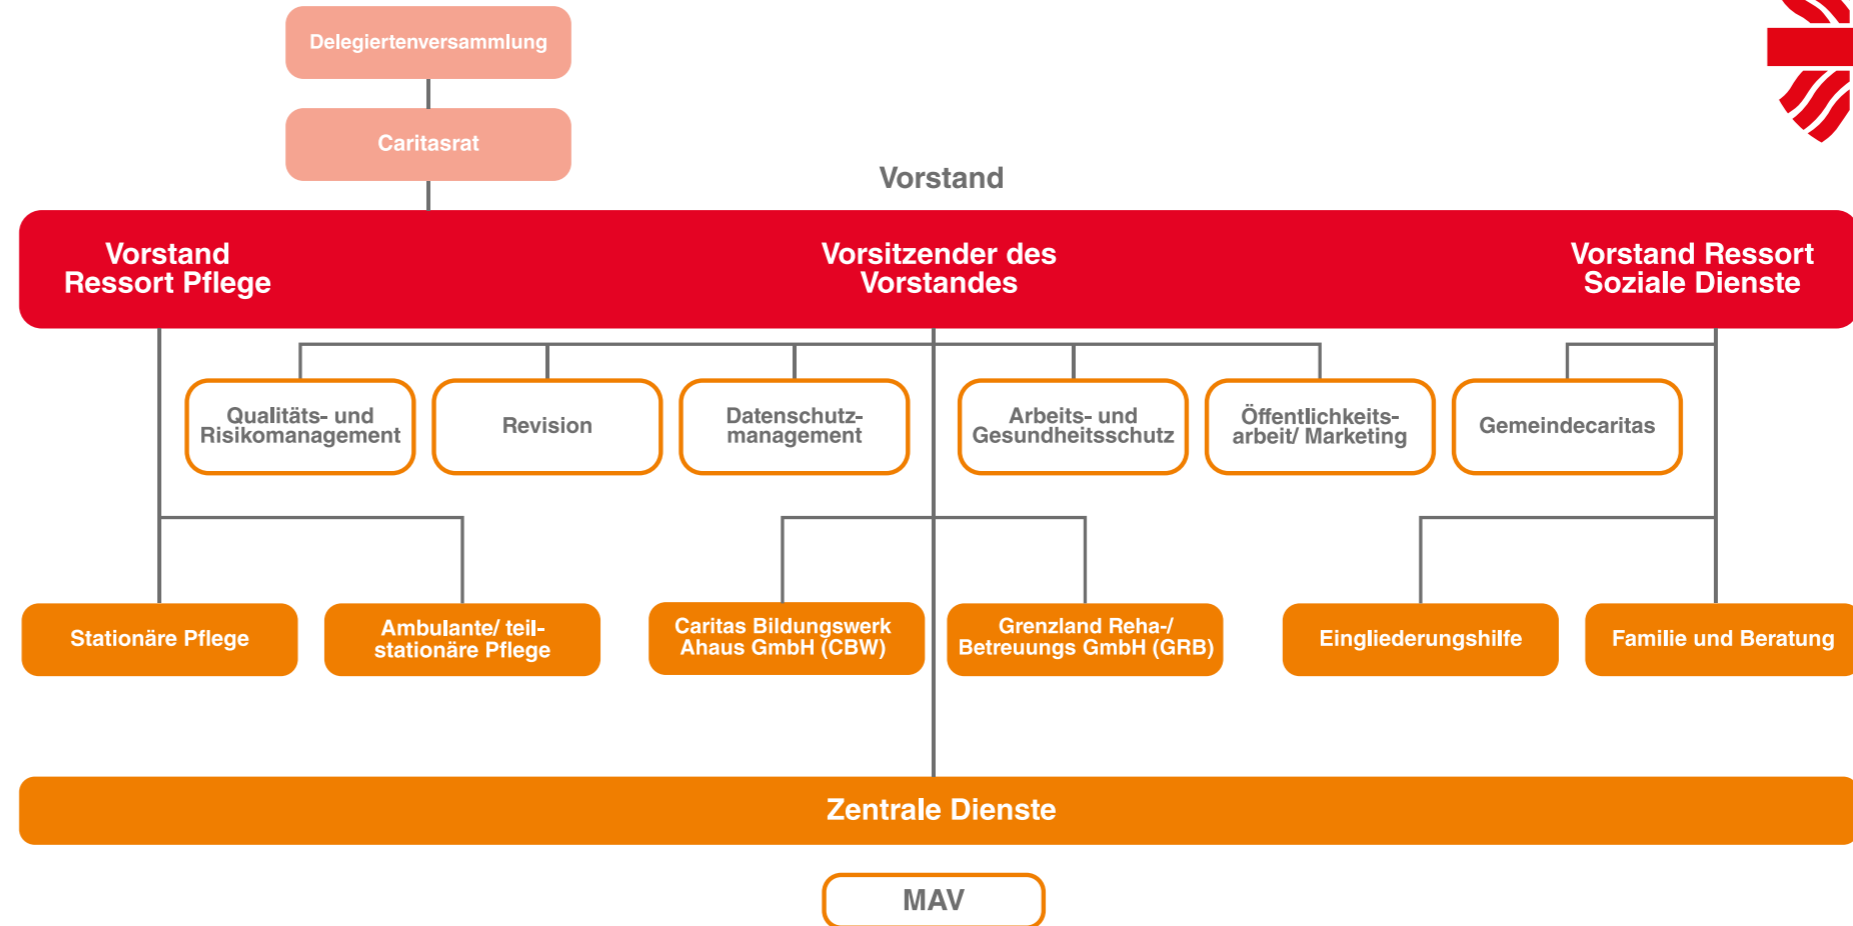 Delegiertenversammlung
Caritasrat
Vorstand
Vorstand
Ressort Pflege
Vorsitzender des
Vorstandes
Vorstand Ressort
Soziale Dienste
Qualitäts- und
Risikomanagement
Revision
Datenschutz-
management
Arbeits- und
Gesundheitsschutz
Öffentlichkeits-
arbeit/ Marketing
Gemeindecaritas
Stationäre Pflege
Ambulante/ teil-
stationäre Pflege
Caritas Bildungswerk
Ahaus GmbH (CBW)
Grenzland Reha-/
Betreuungs GmbH (GRB)
Eingliederungshilfe
Familie und Beratung
Zentrale Dienste
MAV